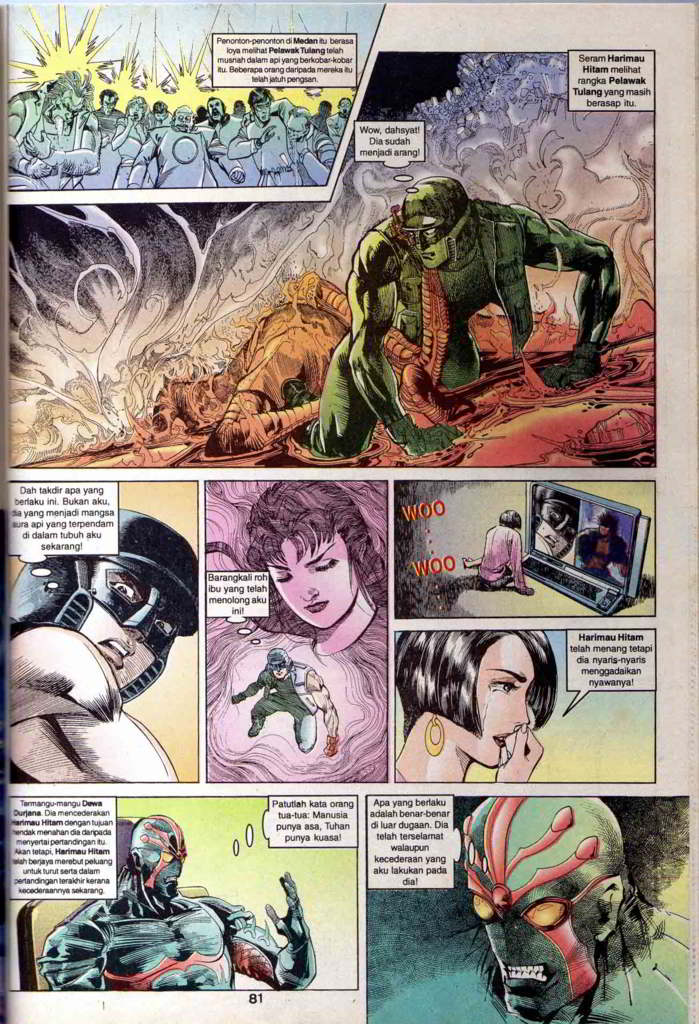 Penonton-penonton di Medan itu berasa
loya melihat Pelawak Tulang telah
musnah dalam api yang berkobar-kobar
itu. Beberapa orang daripada mereka itu
telah jatuh pengsan.
Seram Harimau
Hitam melihat
rangka Pelawak
Tulang yang masih
berasap itu.
Wow, dahsyat!
Dia sudah
menjadi arang!
Dah takdir apa yang
berlaku ini. Bukan aku,
dia yang menjadi mangsa
aura api yang terpendam
di dalam tubuh aku
sekarang!
Barangkali roh
ibu yang telah
menolong aku
ini!
WOO
WOO
Harimau Hitam
telah menang tetapi
dia nyaris-nyaris
menggadaikan
nyawanya!
Termangu-mangu Dewa
Durjana. Dia mencederakan
Harimau Hitam dengan tujuan
hendak menahan dia daripada
menyertai pertandingan itu.
Akan tetapi, Harimau Hitam
telah berjaya merebut peluang
untuk turut serta dalam
pertandingan terakhir kerana
kecederaannya sekarang.
Patutlah kata orang
tua-tua: Manusia
punya asa, Tuhan
punya kuasa!
Apa yang berlaku
adalah benar-benar
di luar dugaan. Dia
telah terselamat
walaupun
kecederaan yang
aku lakukan pada
dia!
81